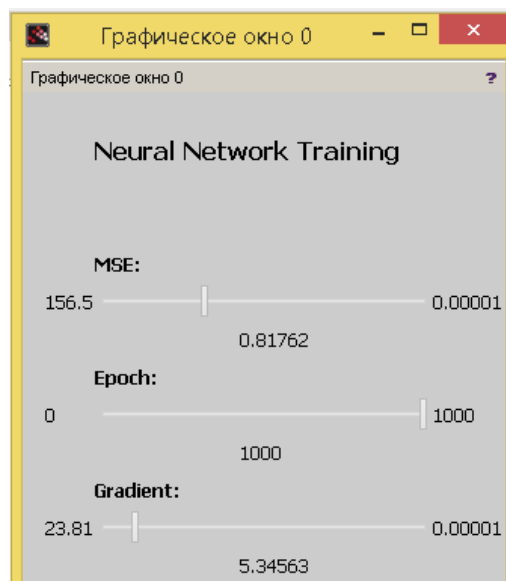 Графическое окно 0
Графическое окно 0 ?
Neural Network Training
MSE:
156.5 0.00001
0.81762
Epoch:
0 1000
1000
Gradient:
23.81 0.00001
5.34563